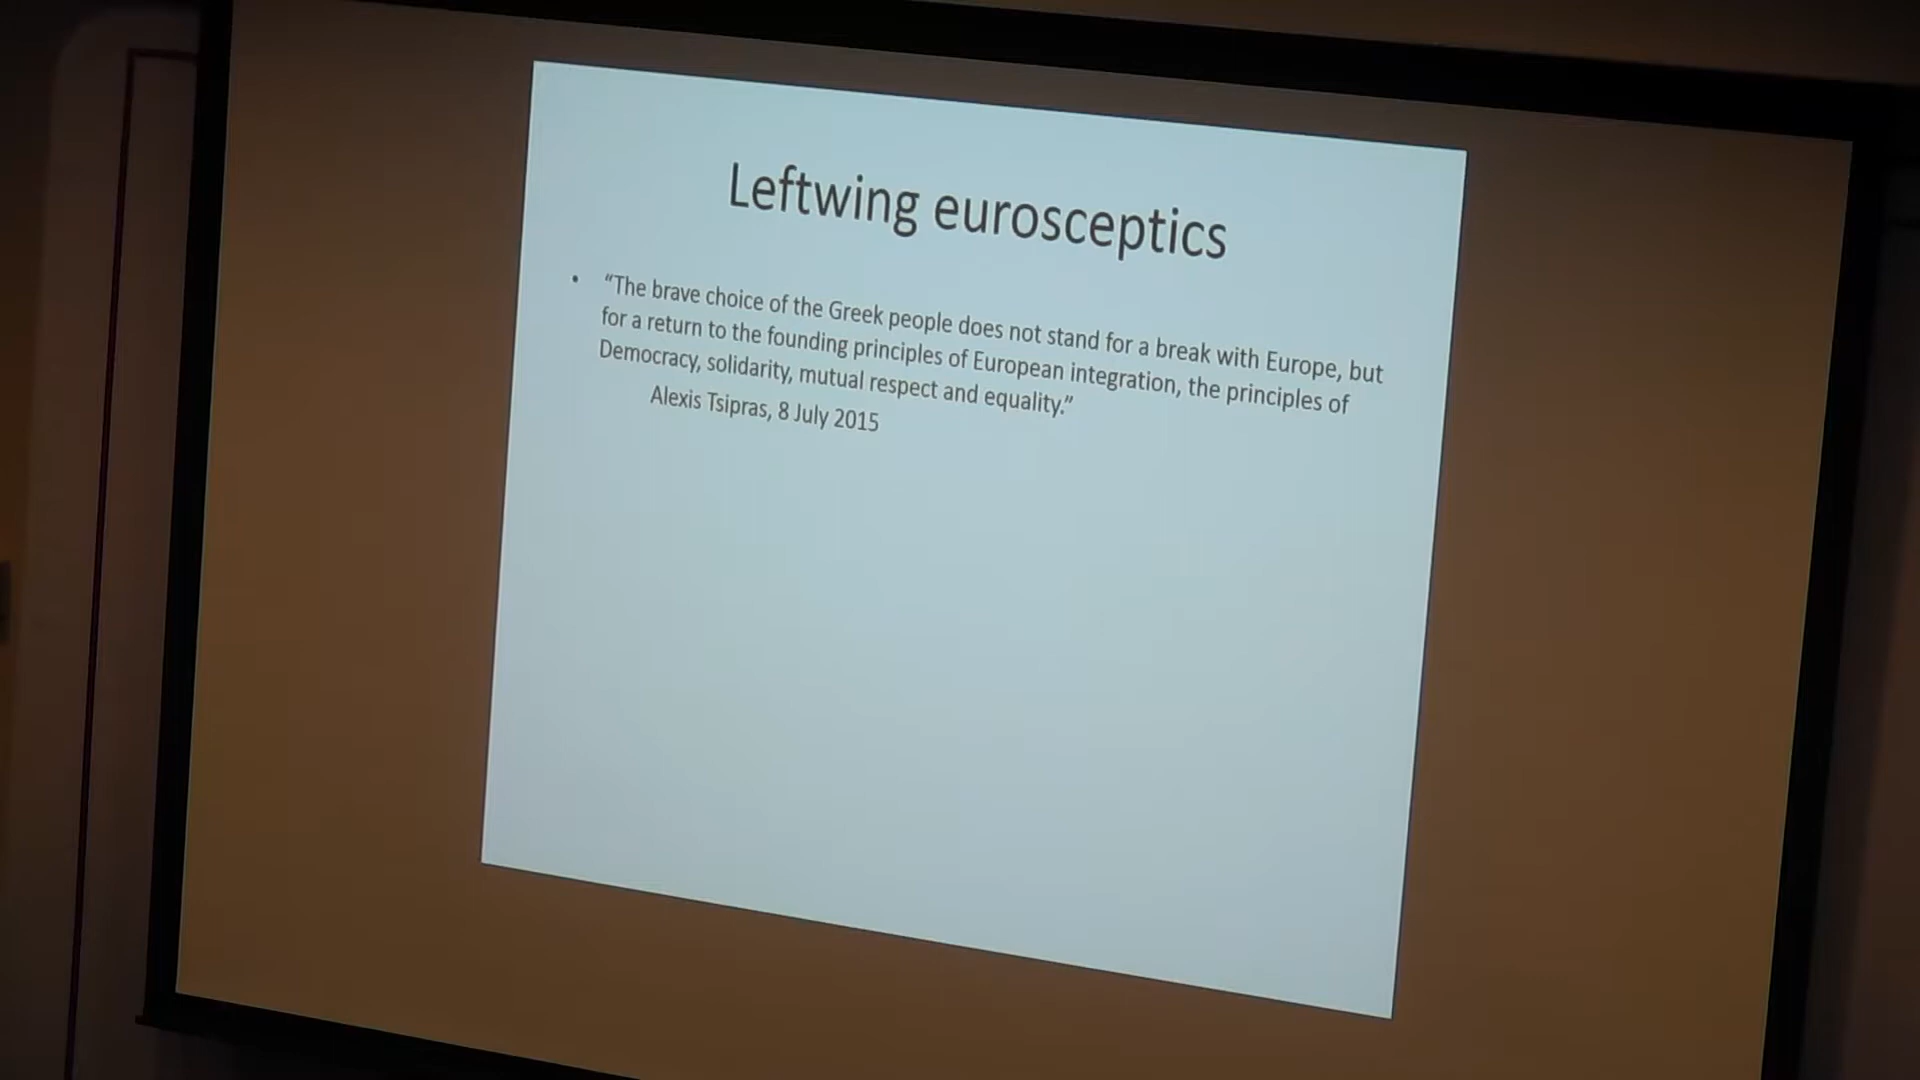 Leftwing eurosceptics
• “The brave choice of the Greek people does not stand for a break with Europe, but
for a return to the founding principles of European integration, the principles of
Democracy, solidarity, mutual respect and equality.”
Alexis Tsipras, 8 July 2015